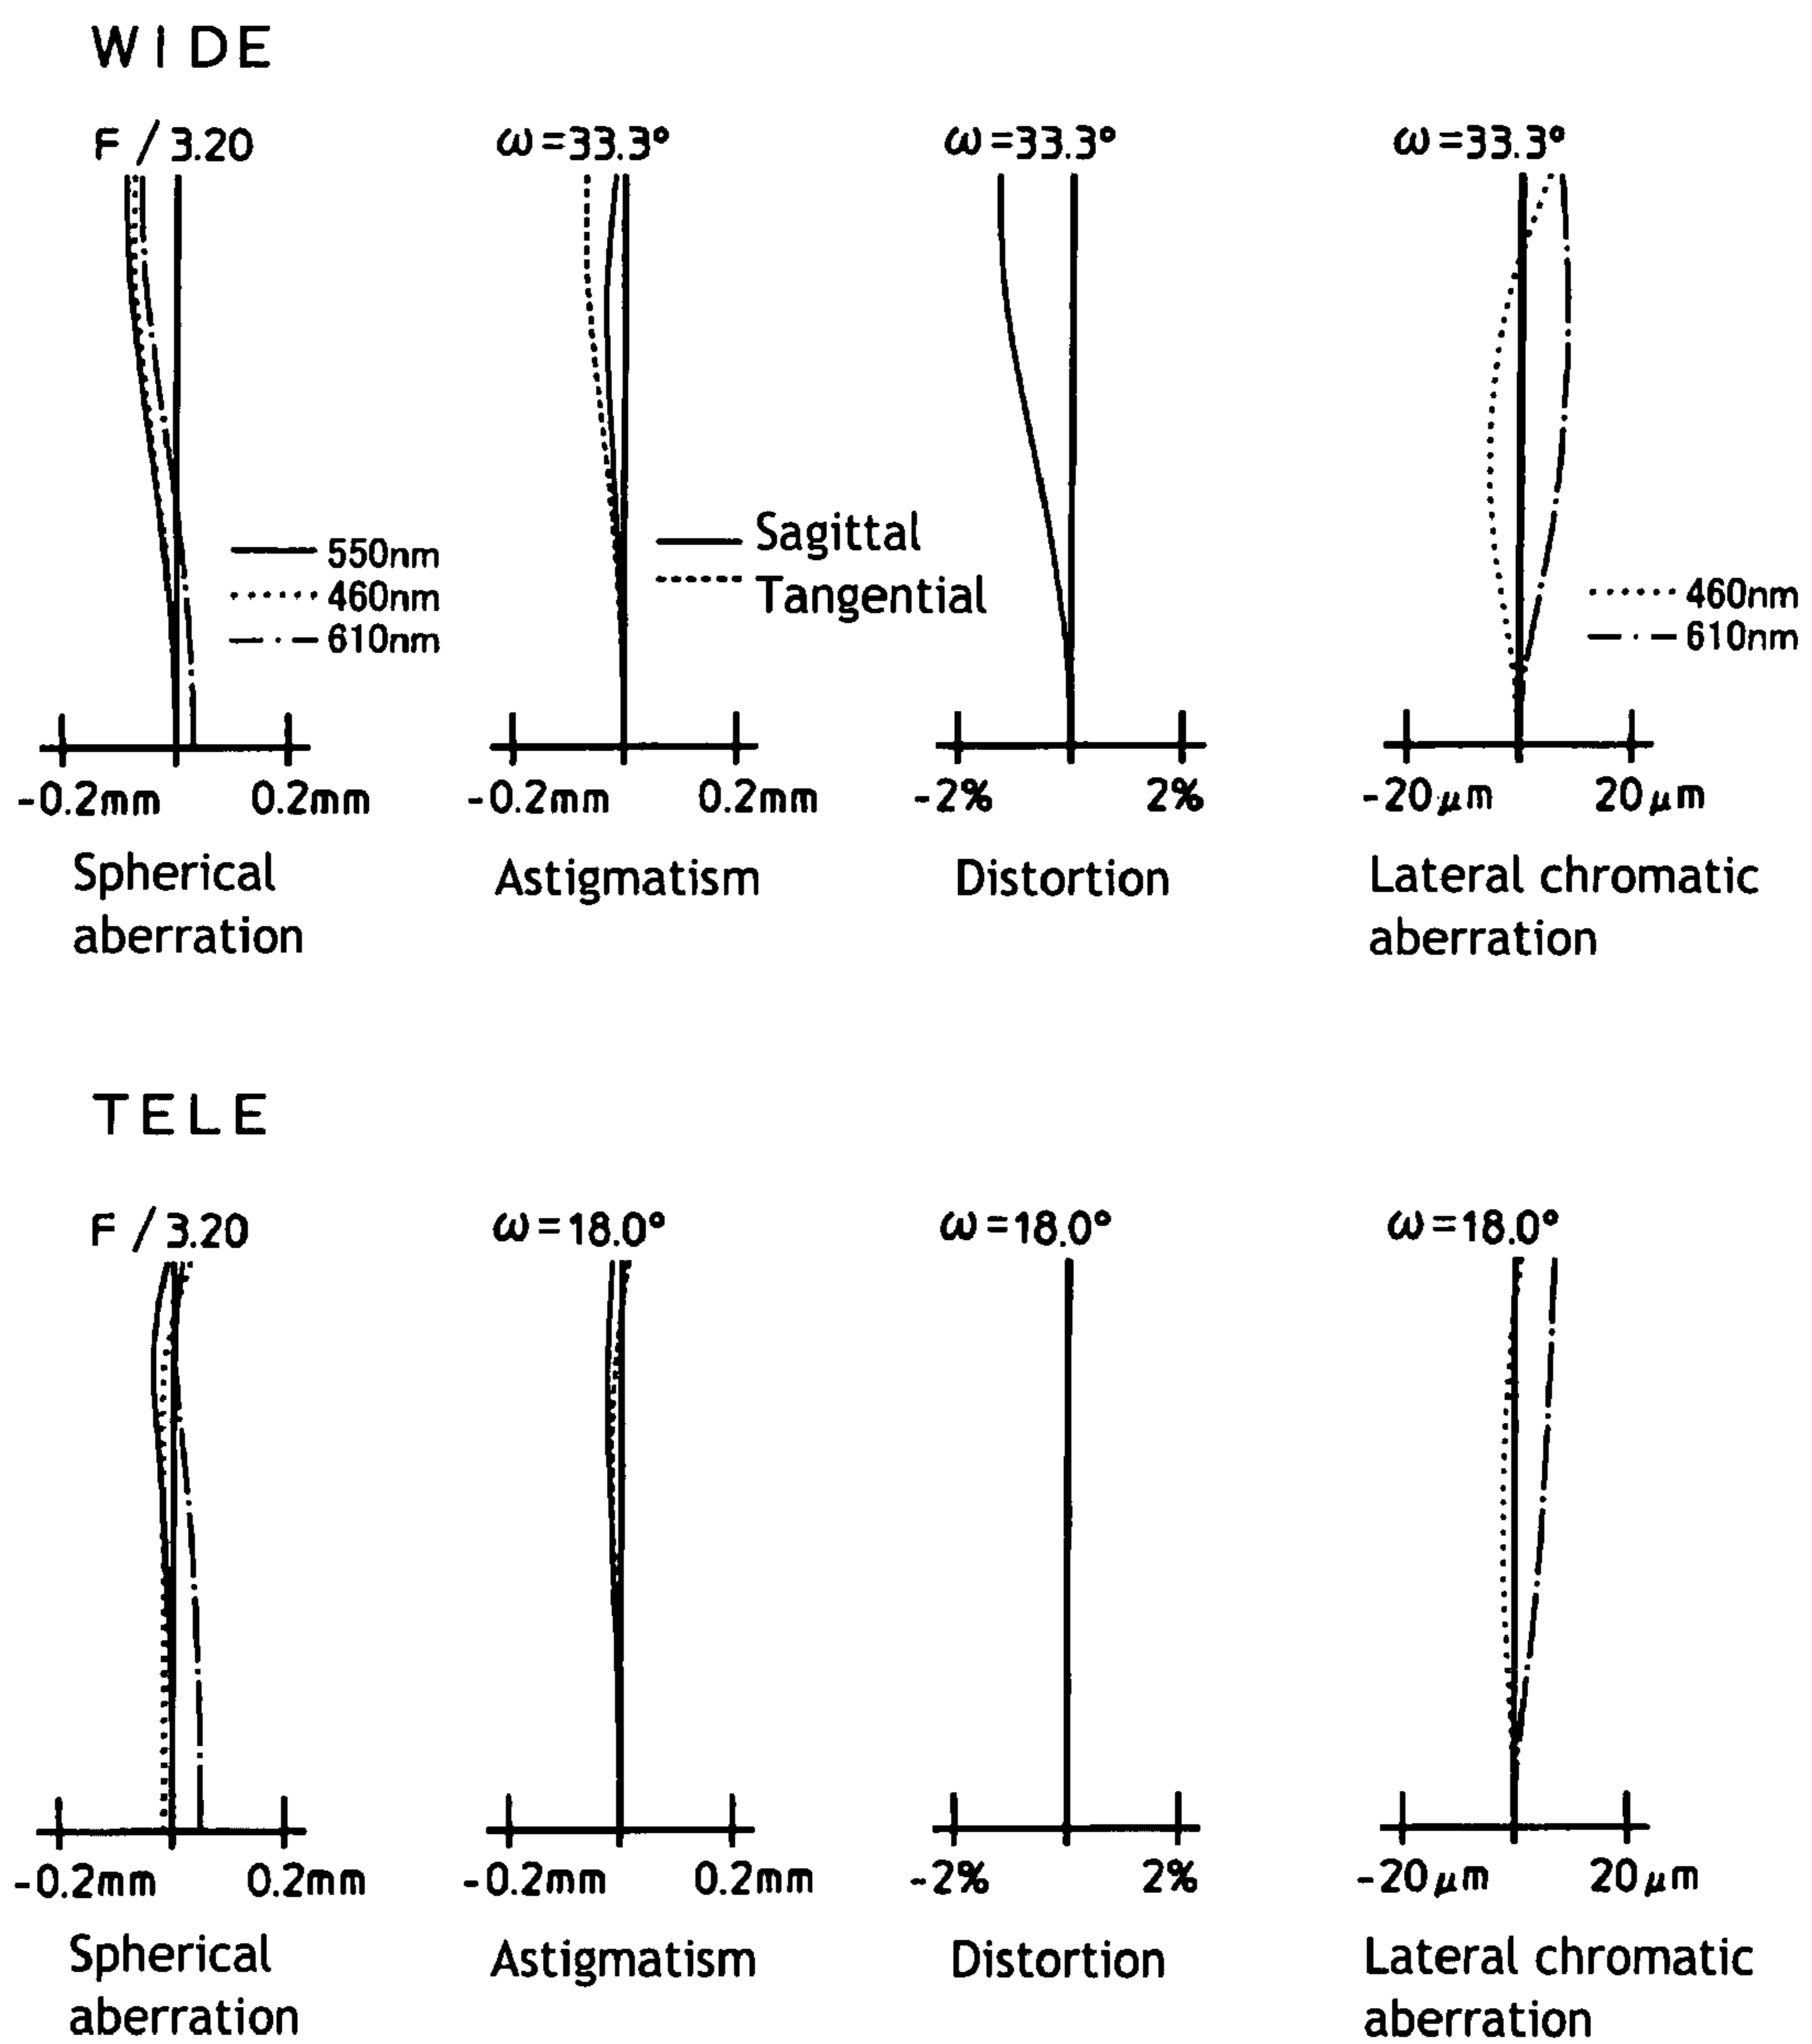 WIDE
F/3.20
ω=33.3°
ω=33.3°
ω=33.3°
550nm
460nm
610nm
Sagittal
Tangential
460nm
610nm
-0.2mm 0.2mm
-0.2mm 0.2mm
-2% 2%
-20μm 20μm
Spherical
aberration
Astigmatism
Distortion
Lateral chromatic
aberration
TELE
F/3.20
ω=18.0°
ω=18.0°
ω=18.0°
-0.2mm 0.2mm
-0.2mm 0.2mm
-2% 2%
-20μm 20μm
Spherical
aberration
Astigmatism
Distortion
Lateral chromatic
aberration